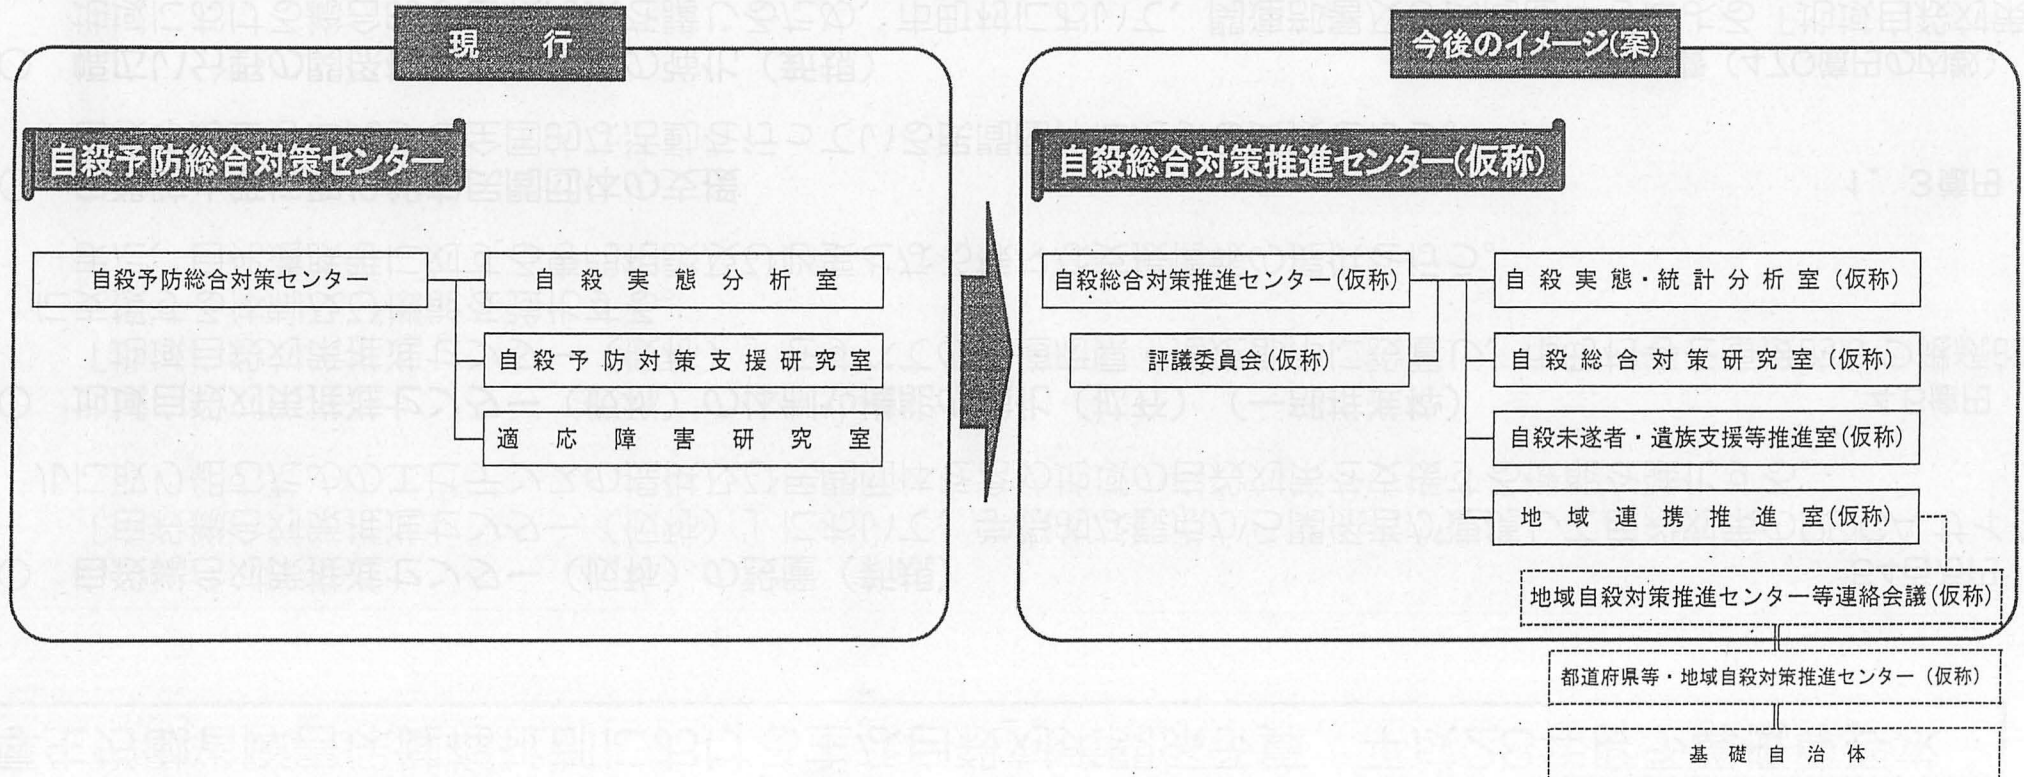 現 行
自殺予防総合対策センター
自殺予防総合対策センター
自殺実態分析室
自殺予防対策支援研究室
適応障害研究室
今後のイメージ(案)
自殺総合対策推進センター(仮称)
自殺総合対策推進センター(仮称)
評議委員会(仮称)
自殺実態・統計分析室(仮称)
自殺総合対策研究室(仮称)
自殺未遂者・遺族支援等推進室(仮称)
地域連携推進室(仮称)
地域自殺対策推進センター等連絡会議(仮称)
都道府県等・地域自殺対策推進センター(仮称)
基礎自治体